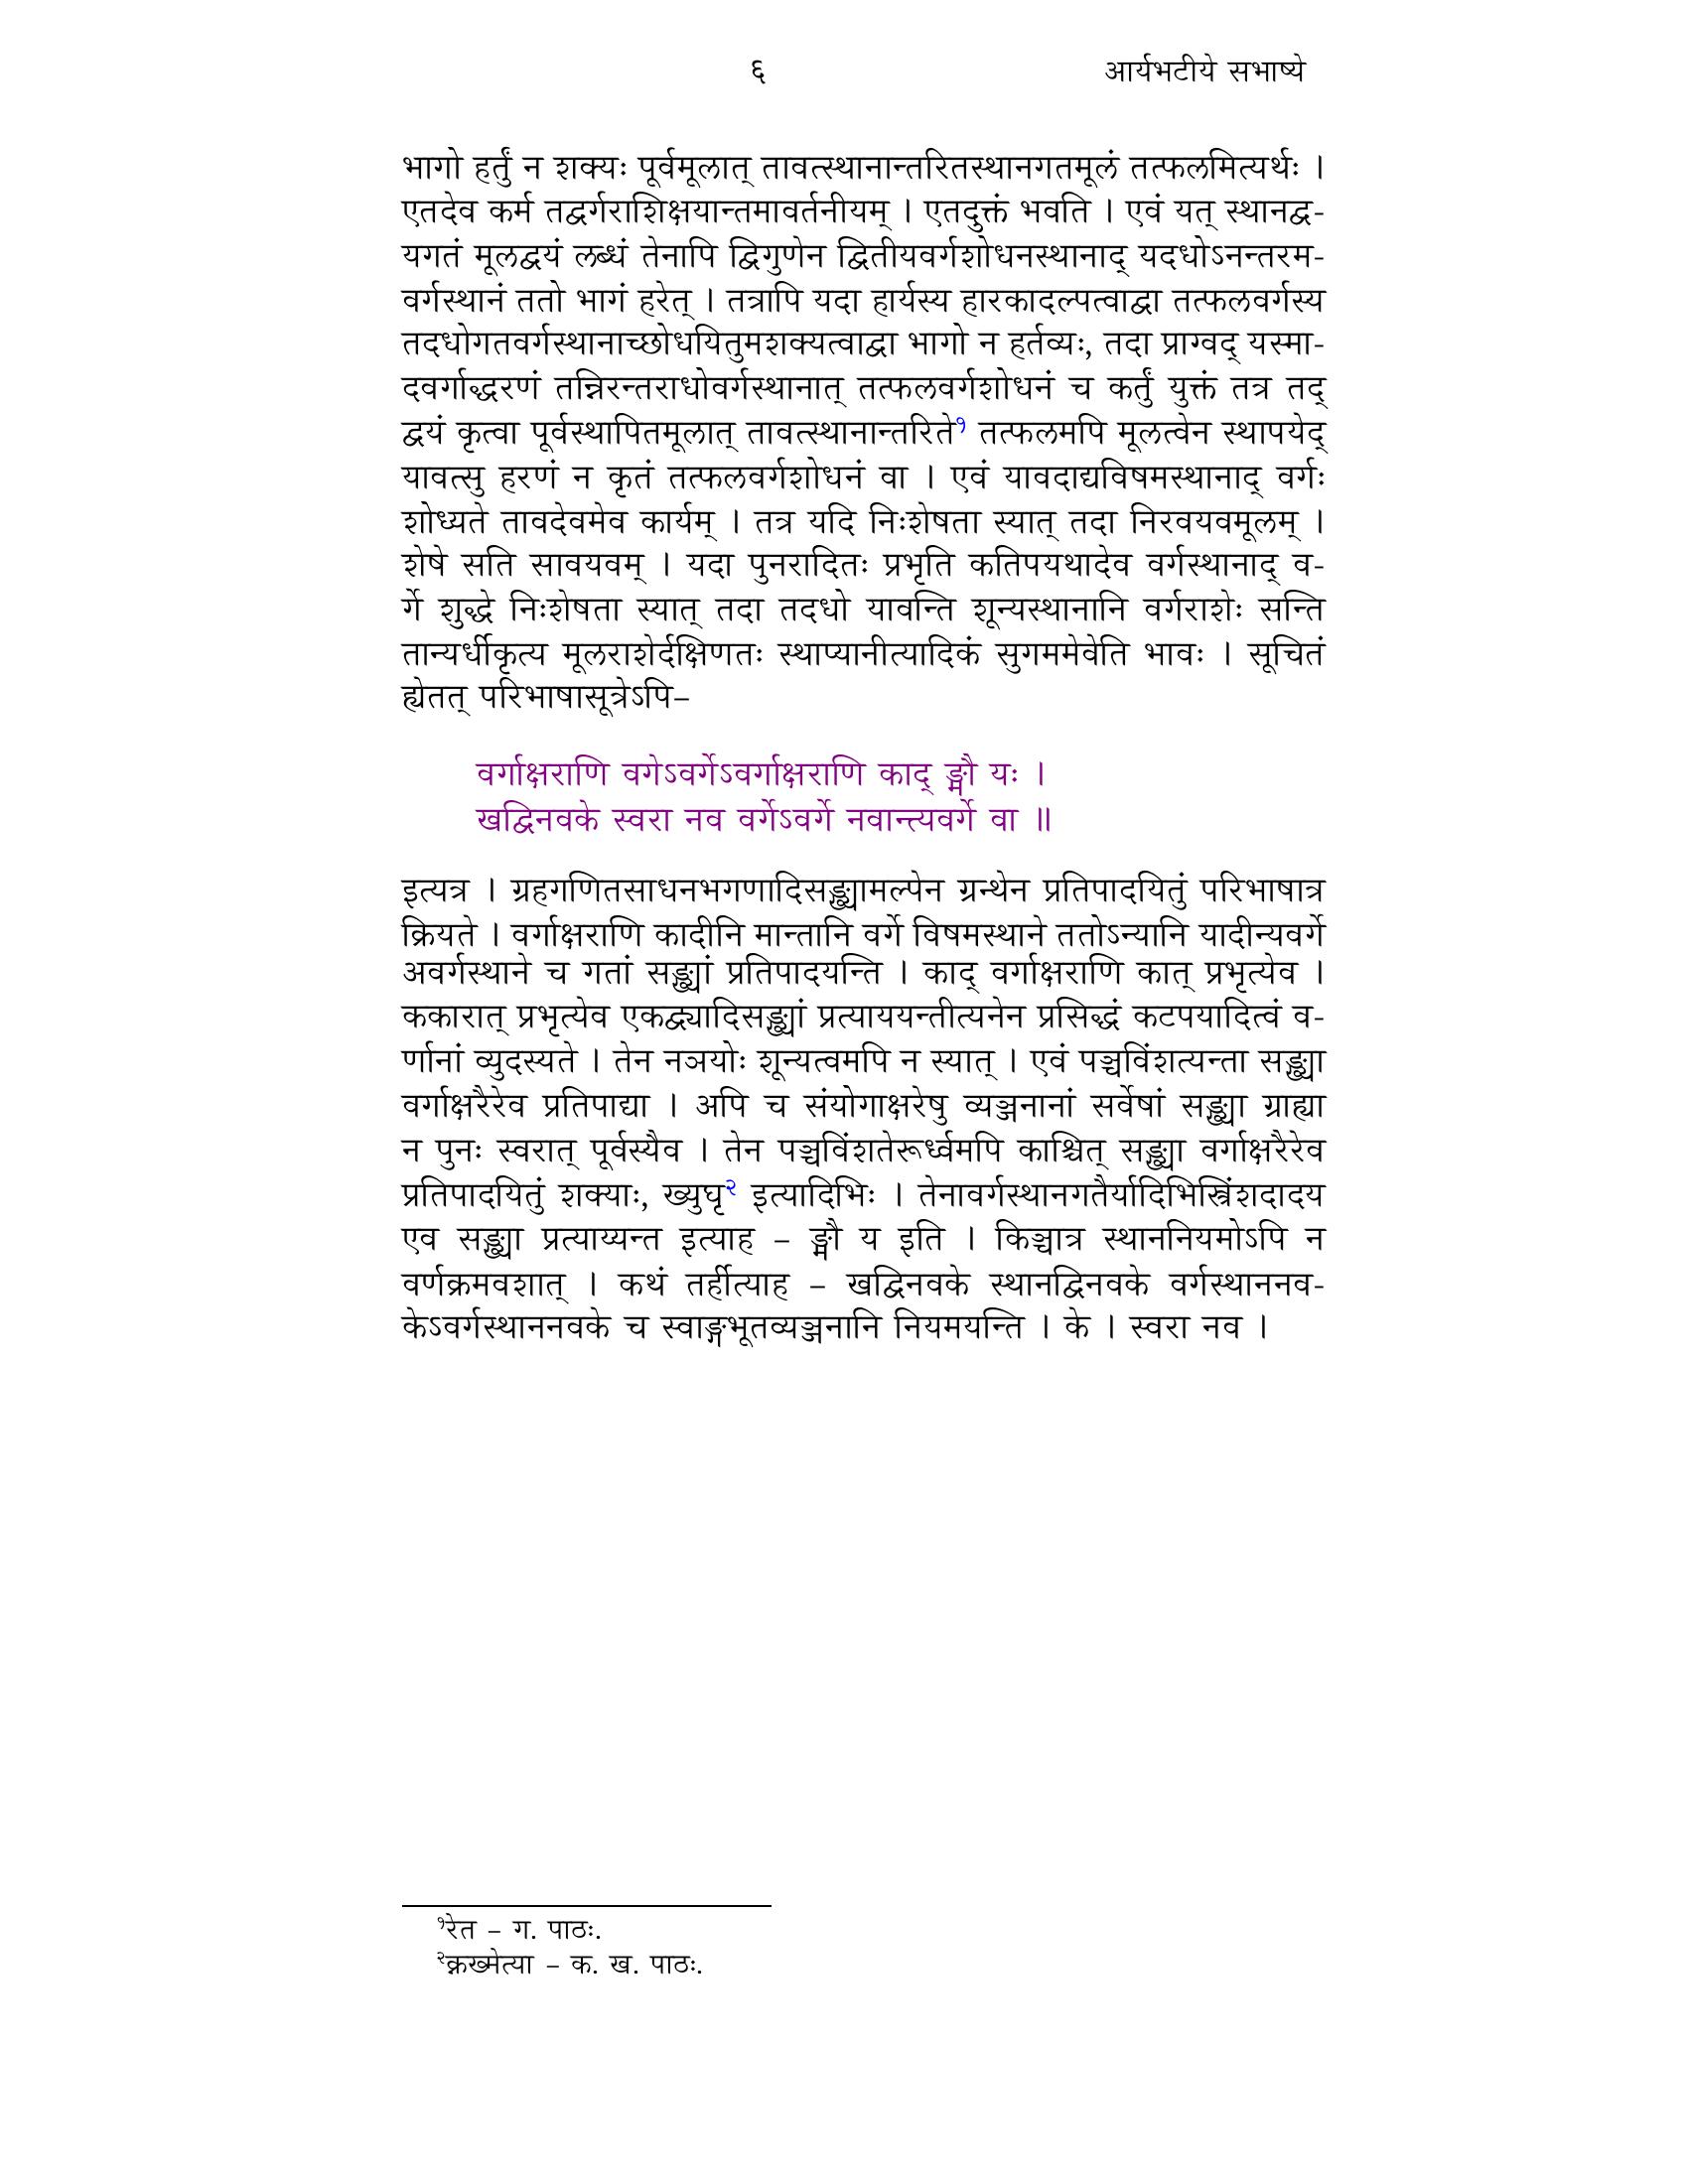 ६ आर्यभटीये सभाष्ये
भागो हर्तुं न शक्यः पूर्वमूलात् तावत्स्थानान्तरितस्थानगतमूलं तत्फलमित्यर्थः ।
एतदेव कर्म तद्वर्गराशिक्षयान्तमावर्तनीयम् । एतदुक्तं भवति । एवं यत् स्थानद्व-
यगतं मूलद्वयं लब्धं तेनापि द्विगुणेन द्वितीयवर्गशोधनस्थानाद् यदधोऽनन्तरम-
वर्गस्थानं ततो भागं हरेत् । तत्रापि यदा हार्यस्य हारकादल्पत्वाद्वा तत्फलवर्गस्य
तदधोगतवर्गस्थानाच्छोधयितुमशक्यत्वाद्वा भागो न हर्तव्यः, तदा प्राग्वद् यस्मा-
दवर्गाद्धरणं तन्निरन्तराधोवर्गस्थानात् तत्फलवर्गशोधनं च कर्तुं युक्तं तत्र तद्
द्वयं कृत्वा पूर्वस्थापितमूलात् तावत्स्थानान्तरिते१ तत्फलमपि मूलत्वेन स्थापयेद्
यावत्सु हरणं न कृतं तत्फलवर्गशोधनं वा । एवं यावदाद्यविषमस्थानाद् वर्गः
शोध्यते तावदेवमेव कार्यम् । तत्र यदि निःशेषता स्यात् तदा निरवयवमूलम् ।
शेषे सति सावयवम् । यदा पुनरादितः प्रभृति कतिपयथादेव वर्गस्थानाद् व-
र्गे शुद्धे निःशेषता स्यात् तदा तदधो यावन्ति शून्यस्थानानि वर्गराशेः सन्ति
तान्यर्धीकृत्य मूलराशेर्दक्षिणतः स्थाप्यानीत्यादिकं सुगममेवेति भावः । सूचितं
ह्येतत् परिभाषासूत्रेऽपि–
वर्गाक्षराणि वगेऽवर्गेऽवर्गाक्षराणि काद् ङ्मौ यः ।
खद्विनवके स्वरा नव वर्गेऽवर्गे नवान्त्यवर्गे वा ॥
इत्यत्र । ग्रहगणितसाधनभगणादिसङ्ख्यामल्पेन ग्रन्थेन प्रतिपादयितुं परिभाषात्र
क्रियते । वर्गाक्षराणि कादीनि मान्तानि वर्गे विषमस्थाने ततोऽन्यानि यादीन्यवर्गे
अवर्गस्थाने च गतां सङ्ख्यां प्रतिपादयन्ति । काद् वर्गाक्षराणि कात् प्रभृत्येव ।
ककारात् प्रभृत्येव एकद्व्यादिसङ्ख्यां प्रत्याययन्तीत्यनेन प्रसिद्धं कटपयादित्वं व-
र्णानां व्युदस्यते । तेन नञयोः शून्यत्वमपि न स्यात् । एवं पञ्चविंशत्यन्ता सङ्ख्या
वर्गाक्षरैरेव प्रतिपाद्या । अपि च संयोगाक्षरेषु व्यञ्जनानां सर्वेषां सङ्ख्या ग्राह्या
न पुनः स्वरात् पूर्वस्यैव । तेन पञ्चविंशतेरूर्ध्वमपि काश्चित् सङ्ख्या वर्गाक्षरैरेव
प्रतिपादयितुं शक्याः, ख्युघृ२ इत्यादिभिः । तेनावर्गस्थानगतैर्यादिभिस्त्रिंशदादय
एव सङ्ख्या प्रत्याय्यन्त इत्याह – ङ्मौ य इति । किञ्चात्र स्थाननियमोऽपि न
वर्णक्रमवशात् । कथं तर्हीत्याह – खद्विनवके स्थानद्विनवके वर्गस्थाननव-
केऽवर्गस्थाननवके च स्वाङ्गभूतव्यञ्जनानि नियमयन्ति । के । स्वरा नव ।
१रेत – ग. पाठः.
२क्नख्मेत्या – क. ख. पाठः.